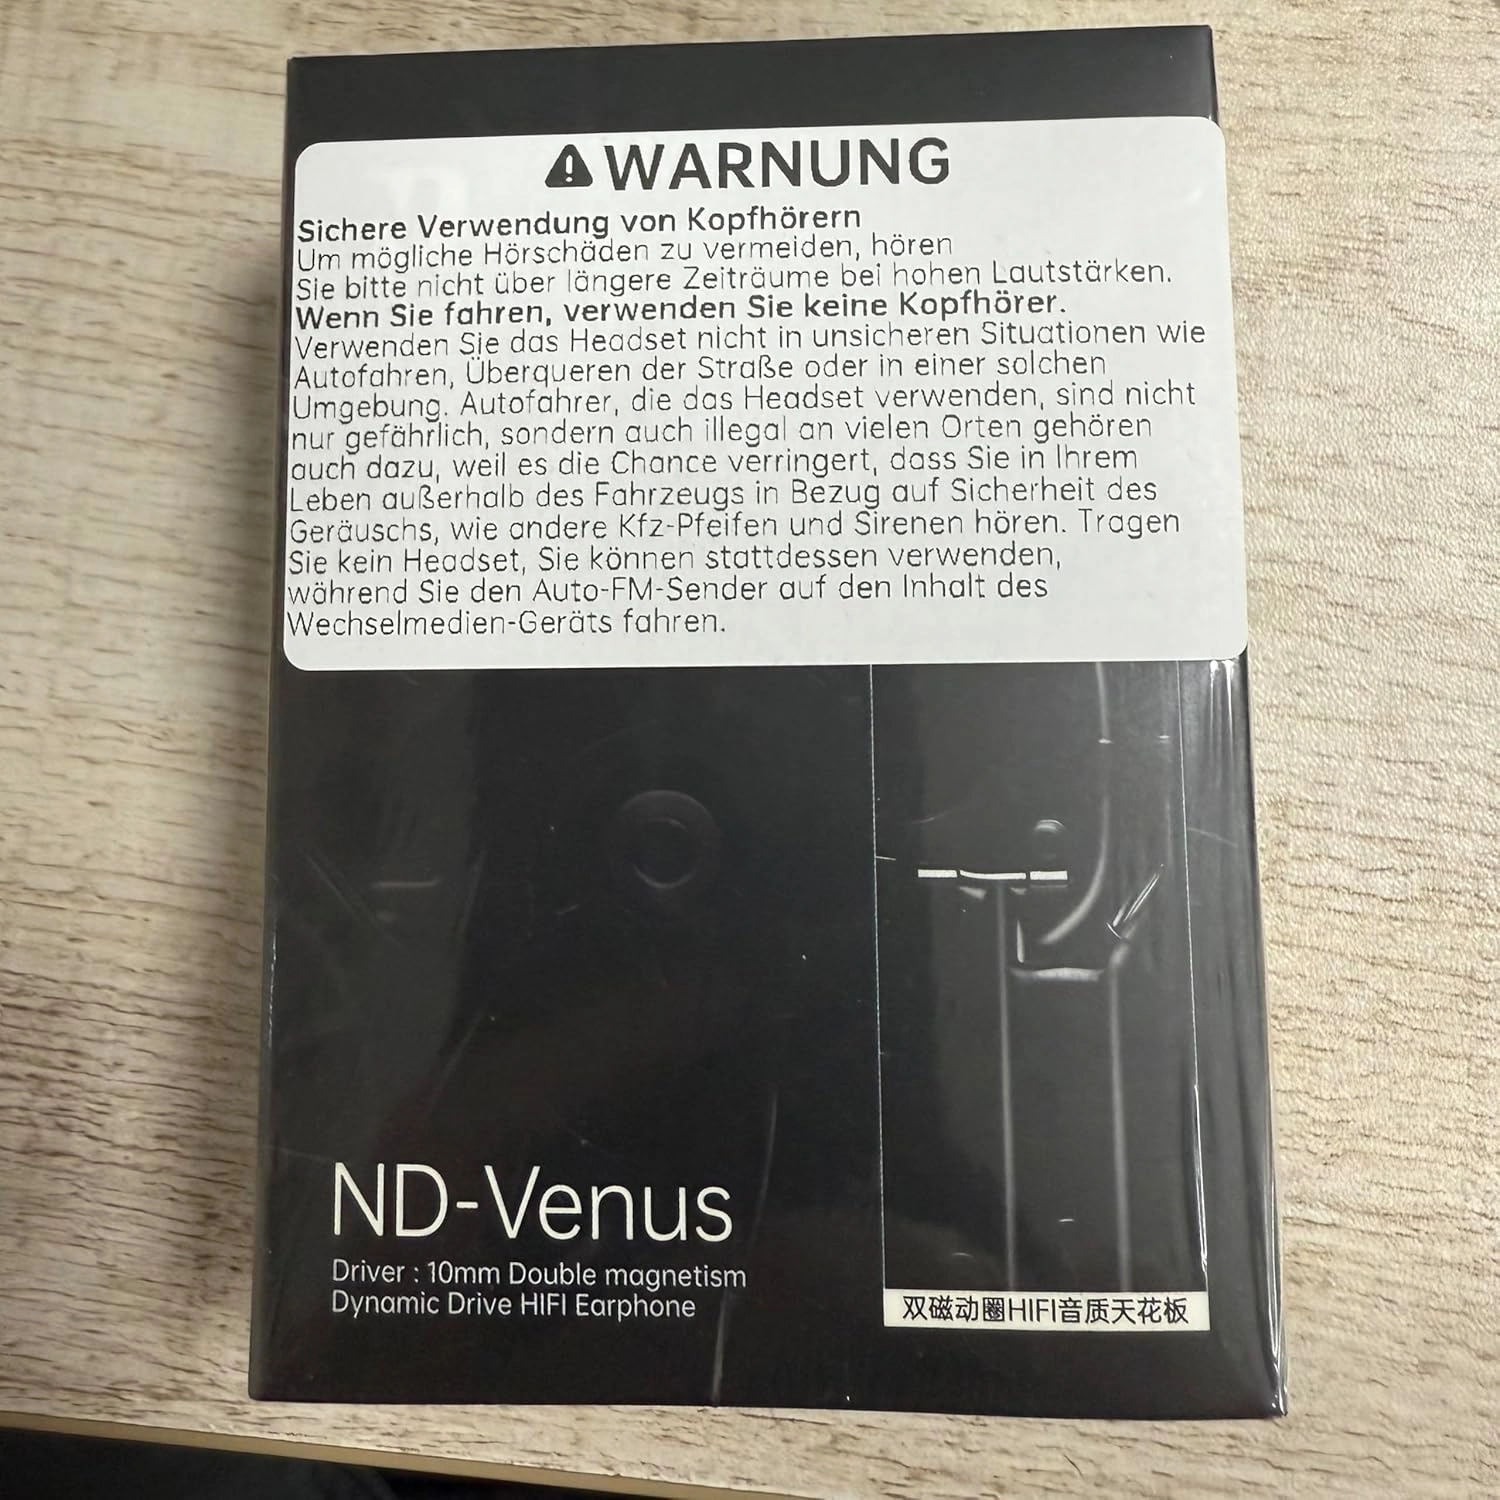 WARNUNG
Sichere Verwendung von Kopfhörern
Um mögliche Hörschäden zu vermeiden, hören
Sie bitte nicht über längere Zeiträume bei hohen Lautstärken.
Wenn Sie fahren, verwenden Sie keine Kopfhörer.
Verwenden Sie das Headset nicht in unsicheren Situationen wie
Autofahren, Überqueren der Straße oder in einer solchen
Umgebung. Autofahrer, die das Headset verwenden, sind nicht
nur gefährlich, sondern auch illegal an vielen Orten gehören
auch dazu, weil es die Chance verringert, dass Sie in Ihrem
Leben außerhalb des Fahrzeugs in Bezug auf Sicherheit des
Geräuschs, wie andere Kfz-Pfeifen und Sirenen hören. Tragen
Sie kein Headset, Sie können stattdessen verwenden,
während Sie den Auto-FM-Sender auf den Inhalt des
Wechselmedien-Geräts fahren.
ND-Venus
Driver : 10mm Double magnetism
Dynamic Drive HIFI Earphone
双磁动圈HIFI音质天花板